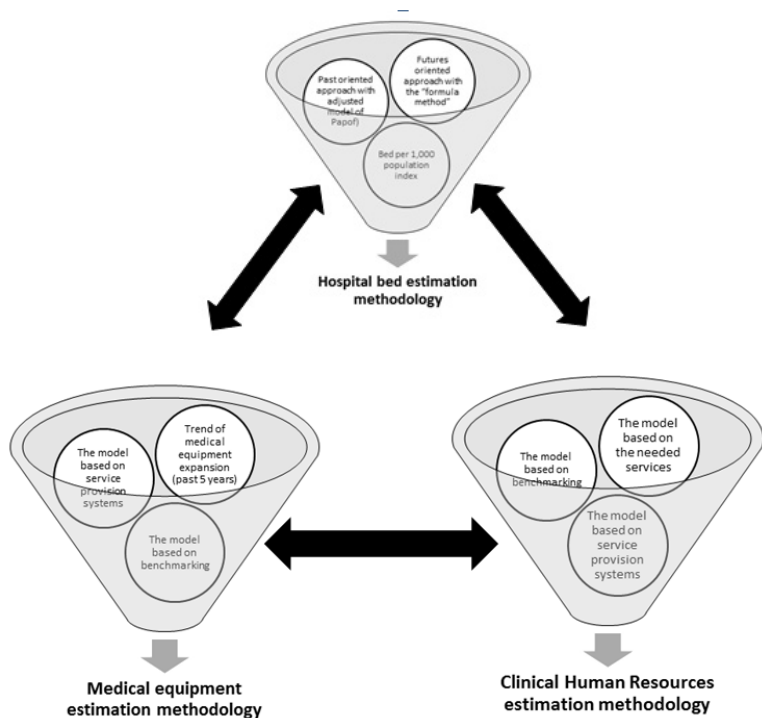 Past oriented
approach with
adjusted
model of
Papof)
Futures
oriented
approach with
the "formula
method"
Bed per 1,000
population
index
Hospital bed estimation
methodology
The model
based on
service
provision
systems
Trend of
medical
equipment
expansion
(past 5 years)
The model
based on
benchmarking
Medical equipment
estimation methodology
The model
based on
benchmarking
The model
based on
the needed
services
The model
based on
service
provision
systems
Clinical Human Resources
estimation methodology